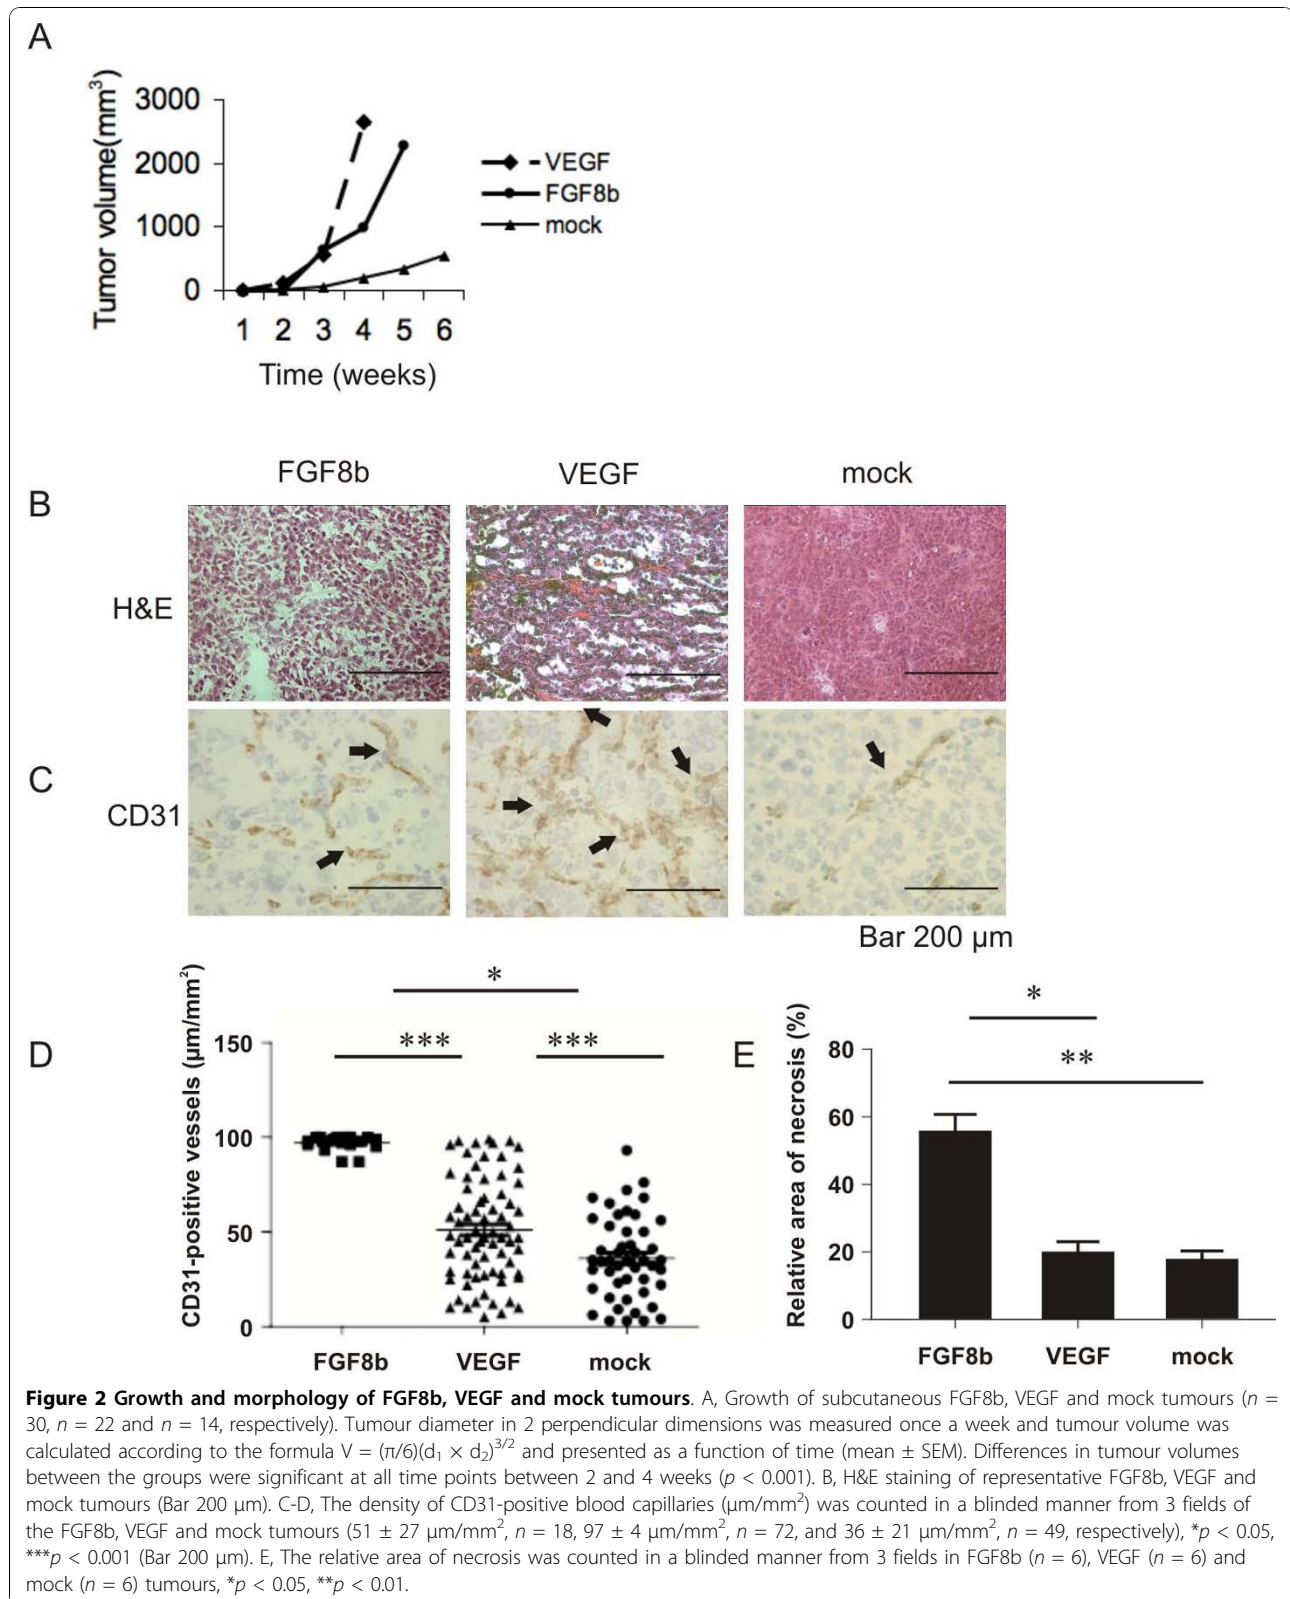 A
Tumor volume(mm³)
3000
2000
1000
0
1 2 3 4 5 6
Time (weeks)
VEGF
FGF8b
mock
FGF8b VEGF mock
B
H&E
C
CD31
Bar 200 µm
D
CD31-positive vessels (µm/mm²)
150
100
50
0
* 
*** ***
FGF8b VEGF mock
E
Relative area of necrosis (%)
80
60
40
20
0
*
**
FGF8b VEGF mock
Figure 2 Growth and morphology of FGF8b, VEGF and mock tumours. A, Growth of subcutaneous FGF8b, VEGF and mock tumours (n =
30, n = 22 and n = 14, respectively). Tumour diameter in 2 perpendicular dimensions was measured once a week and tumour volume was
calculated according to the formula V = (π/6)(d₁ × d₂)³/² and presented as a function of time (mean ± SEM). Differences in tumour volumes
between the groups were significant at all time points between 2 and 4 weeks (p < 0.001). B, H&E staining of representative FGF8b, VEGF and
mock tumours (Bar 200 µm). C-D, The density of CD31-positive blood capillaries (µm/mm²) was counted in a blinded manner from 3 fields of
the FGF8b, VEGF and mock tumours (51 ± 27 µm/mm², n = 18, 97 ± 4 µm/mm², n = 72, and 36 ± 21 µm/mm², n = 49, respectively), *p < 0.05,
***p < 0.001 (Bar 200 µm). E, The relative area of necrosis was counted in a blinded manner from 3 fields in FGF8b (n = 6), VEGF (n = 6) and
mock (n = 6) tumours, *p < 0.05, **p < 0.01.